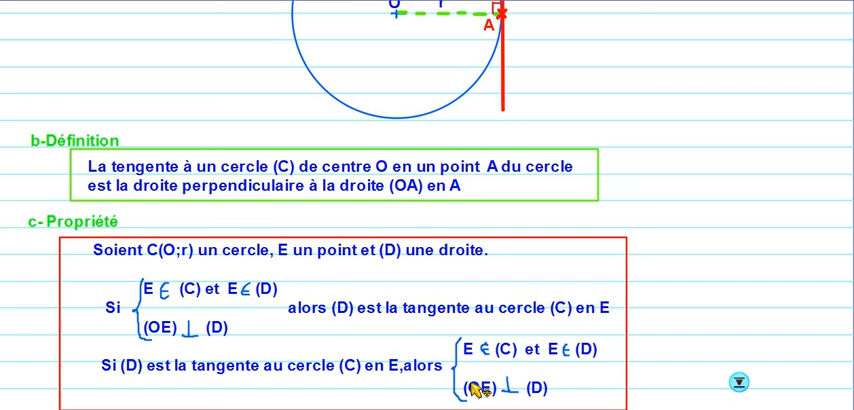 O r
A
b-Définition
La tengente à un cercle (C) de centre O en un point A du cercle
est la droite perpendiculaire à la droite (OA) en A
c- Propriété
Soient C(O;r) un cercle, E un point et (D) une droite.
E ∈ (C) et E ∈ (D)
Si alors (D) est la tangente au cercle (C) en E
(OE) ⊥ (D)
E ∈ (C) et E ∈ (D)
Si (D) est la tangente au cercle (C) en E,alors
(OE) ⊥ (D)